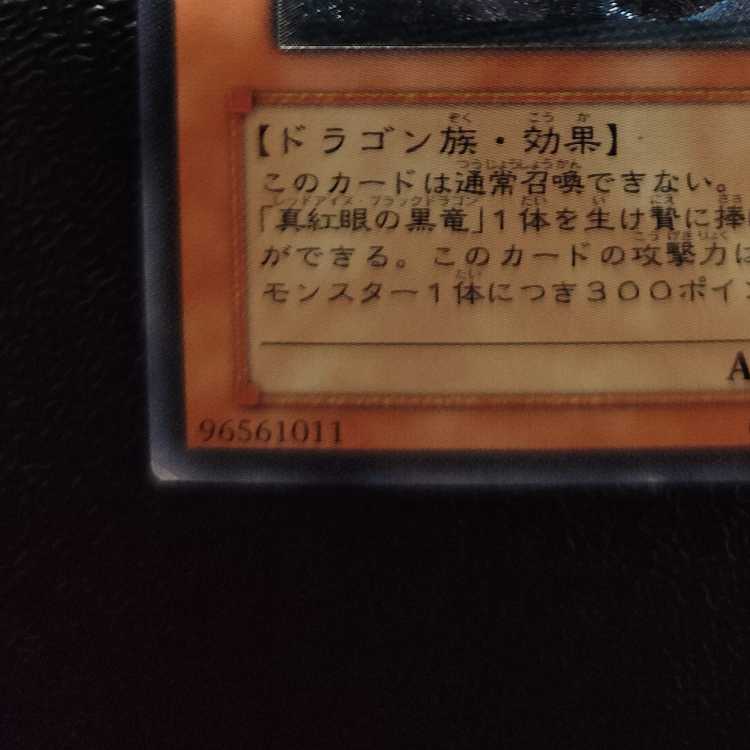 【ドラゴン族・効果】
このカードは通常召喚できない。
「真紅眼の黒竜」1体を生け贄に捧
ができる。このカードの攻撃力は
モンスター1体につき300ポイン
A
96561011